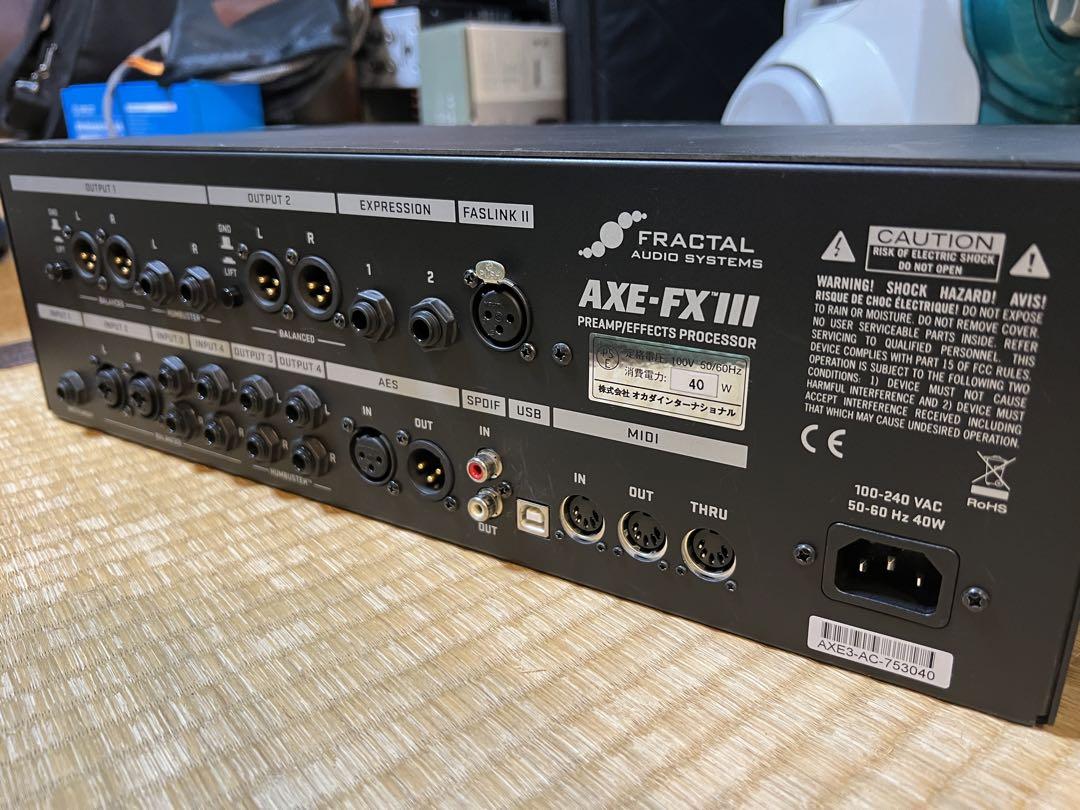 OUTPUT 1
OUTPUT 2
EXPRESSION
FASLINK II
GND
LIFT
L
R
L
R
GND
LIFT
L
R
1
2
PUSH
BALANCED
HUMBUSTER™
BALANCED
INPUT 1
INPUT 2
INPUT 3
INPUT 4
OUTPUT 3
OUTPUT 4
AES
SPDIF
USB
MIDI
L
R
L
L
R
R
BALANCED
HUMBUSTER™
IN
OUT
IN
OUT
IN
OUT
THRU
FRACTAL
AUDIO SYSTEMS
AXE-FX™III
PREAMP/EFFECTS PROCESSOR
PS
E
定格電圧: 100V 50/60Hz
消費電力: 40 W
株式会社 オカダインターナショナル
CAUTION
RISK OF ELECTRIC SHOCK
DO NOT OPEN
WARNING! SHOCK HAZARD! AVIS!
RISQUE DE CHOC ÉLECTRIQUE! DO NOT EXPOSE
TO RAIN OR MOISTURE. DO NOT REMOVE COVER.
NO USER SERVICEABLE PARTS INSIDE. REFER
SERVICING TO QUALIFIED PERSONNEL. THIS
DEVICE COMPLIES WITH PART 15 OF FCC RULES.
OPERATION IS SUBJECT TO THE FOLLOWING TWO
CONDITIONS: 1) DEVICE MUST NOT CAUSE
HARMFUL INTERFERENCE AND 2) DEVICE MUST
ACCEPT INTERFERENCE RECEIVED INCLUDING
THAT WHICH MAY CAUSE UNDESIRED OPERATION.
CE
RoHS
100-240 VAC
50-60 Hz 40W
AXE3-AC-753040